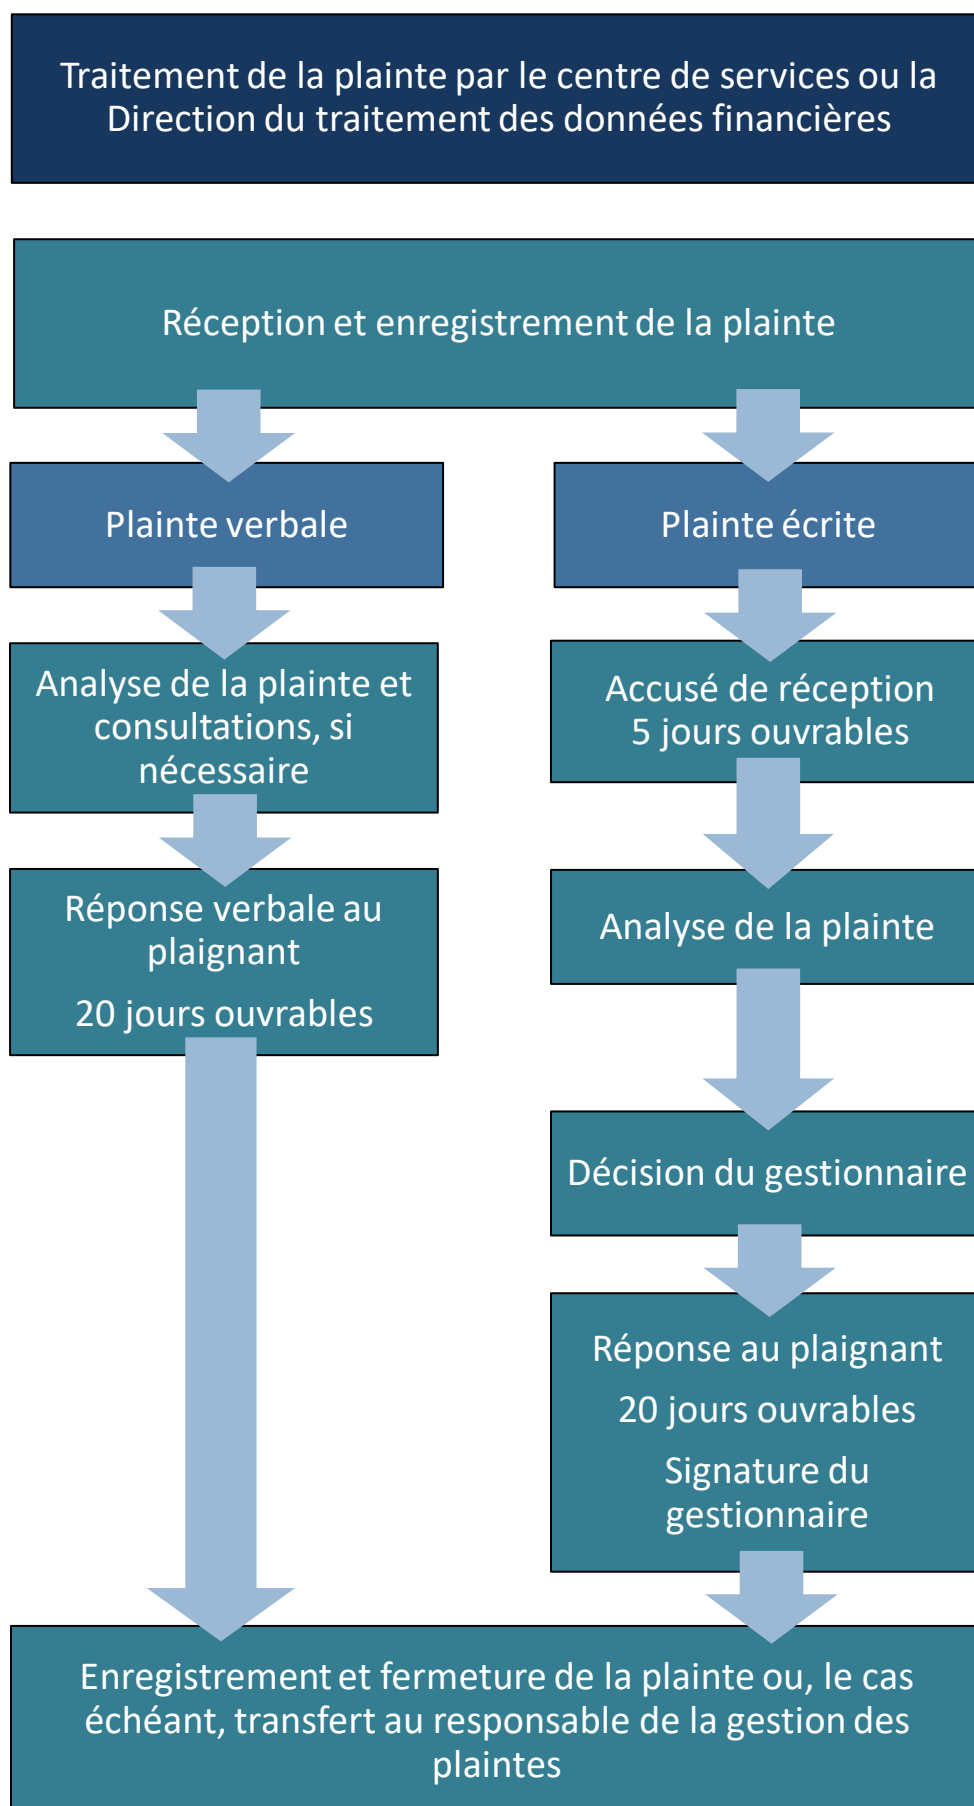 Traitement de la plainte par le centre de services ou la
Direction du traitement des données financières
Réception et enregistrement de la plainte
Plainte verbale
Analyse de la plainte et
consultations, si
nécessaire
Réponse verbale au
plaignant
20 jours ouvrables
Plainte écrite
Accusé de réception
5 jours ouvrables
Analyse de la plainte
Décision du gestionnaire
Réponse au plaignant
20 jours ouvrables
Signature du
gestionnaire
Enregistrement et fermeture de la plainte ou, le cas
échéant, transfert au responsable de la gestion des
plaintes